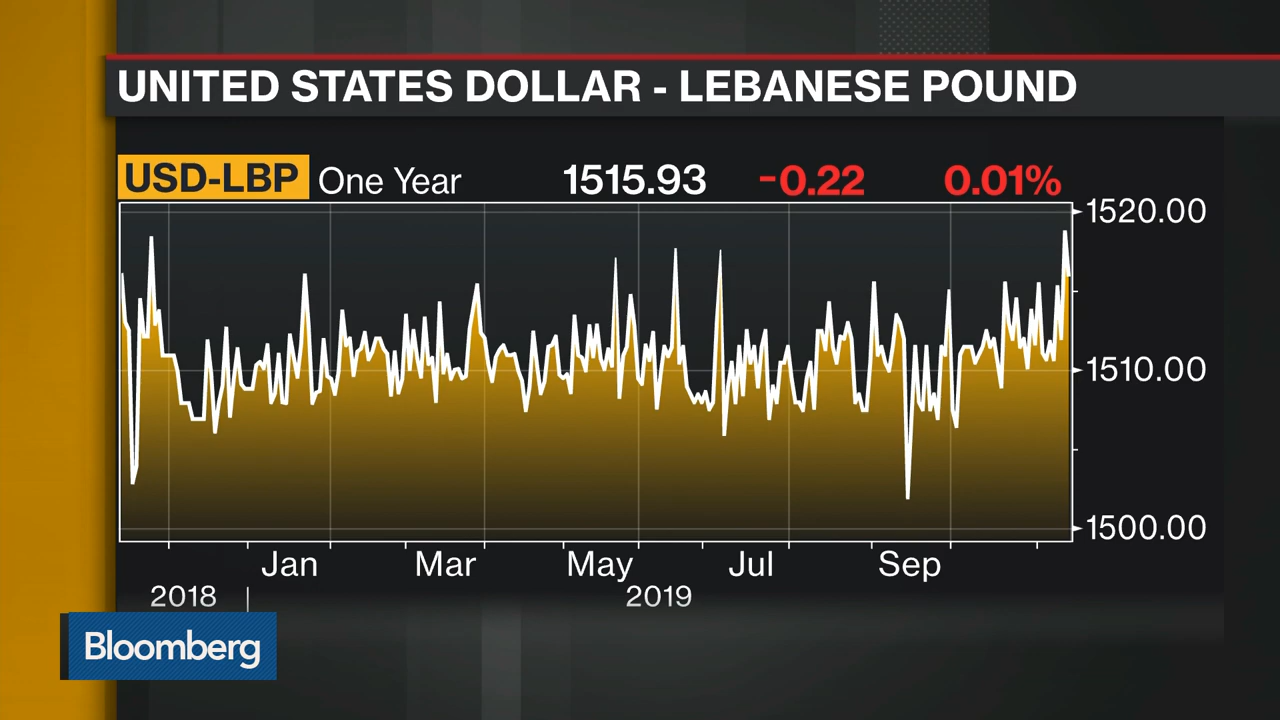 UNITED STATES DOLLAR - LEBANESE POUND
USD-LBP One Year 1515.93 -0.22 0.01%
1520.00
1510.00
1500.00
Jan Mar May Jul Sep
2018 | 2019
Bloomberg